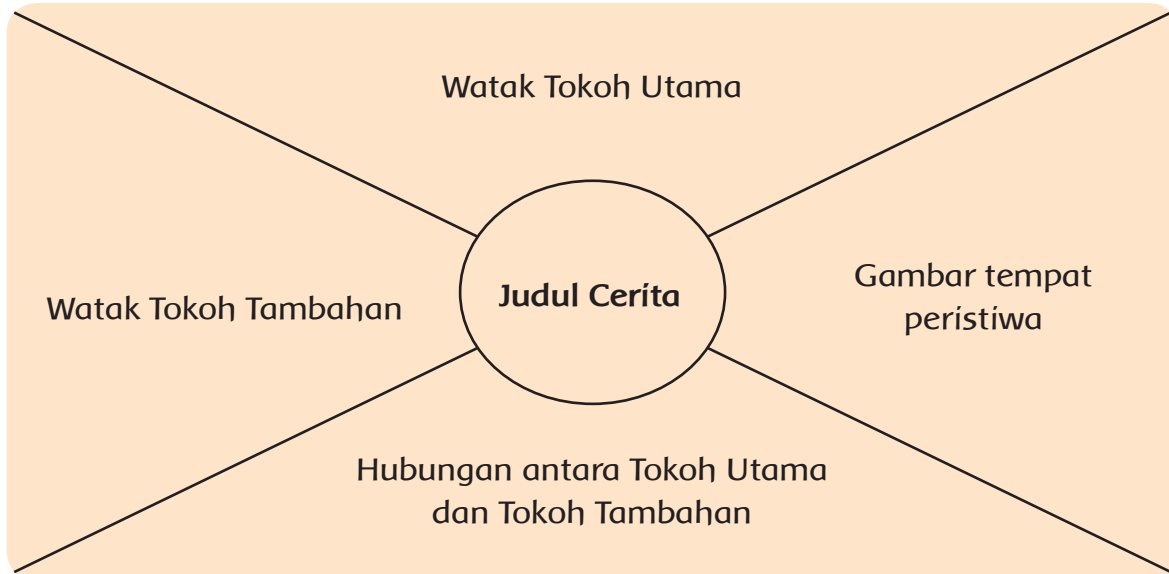 Watak Tokoh Utama
Watak Tokoh Tambahan
Judul Cerita
Gambar tempat
peristiwa
Hubungan antara Tokoh Utama
dan Tokoh Tambahan